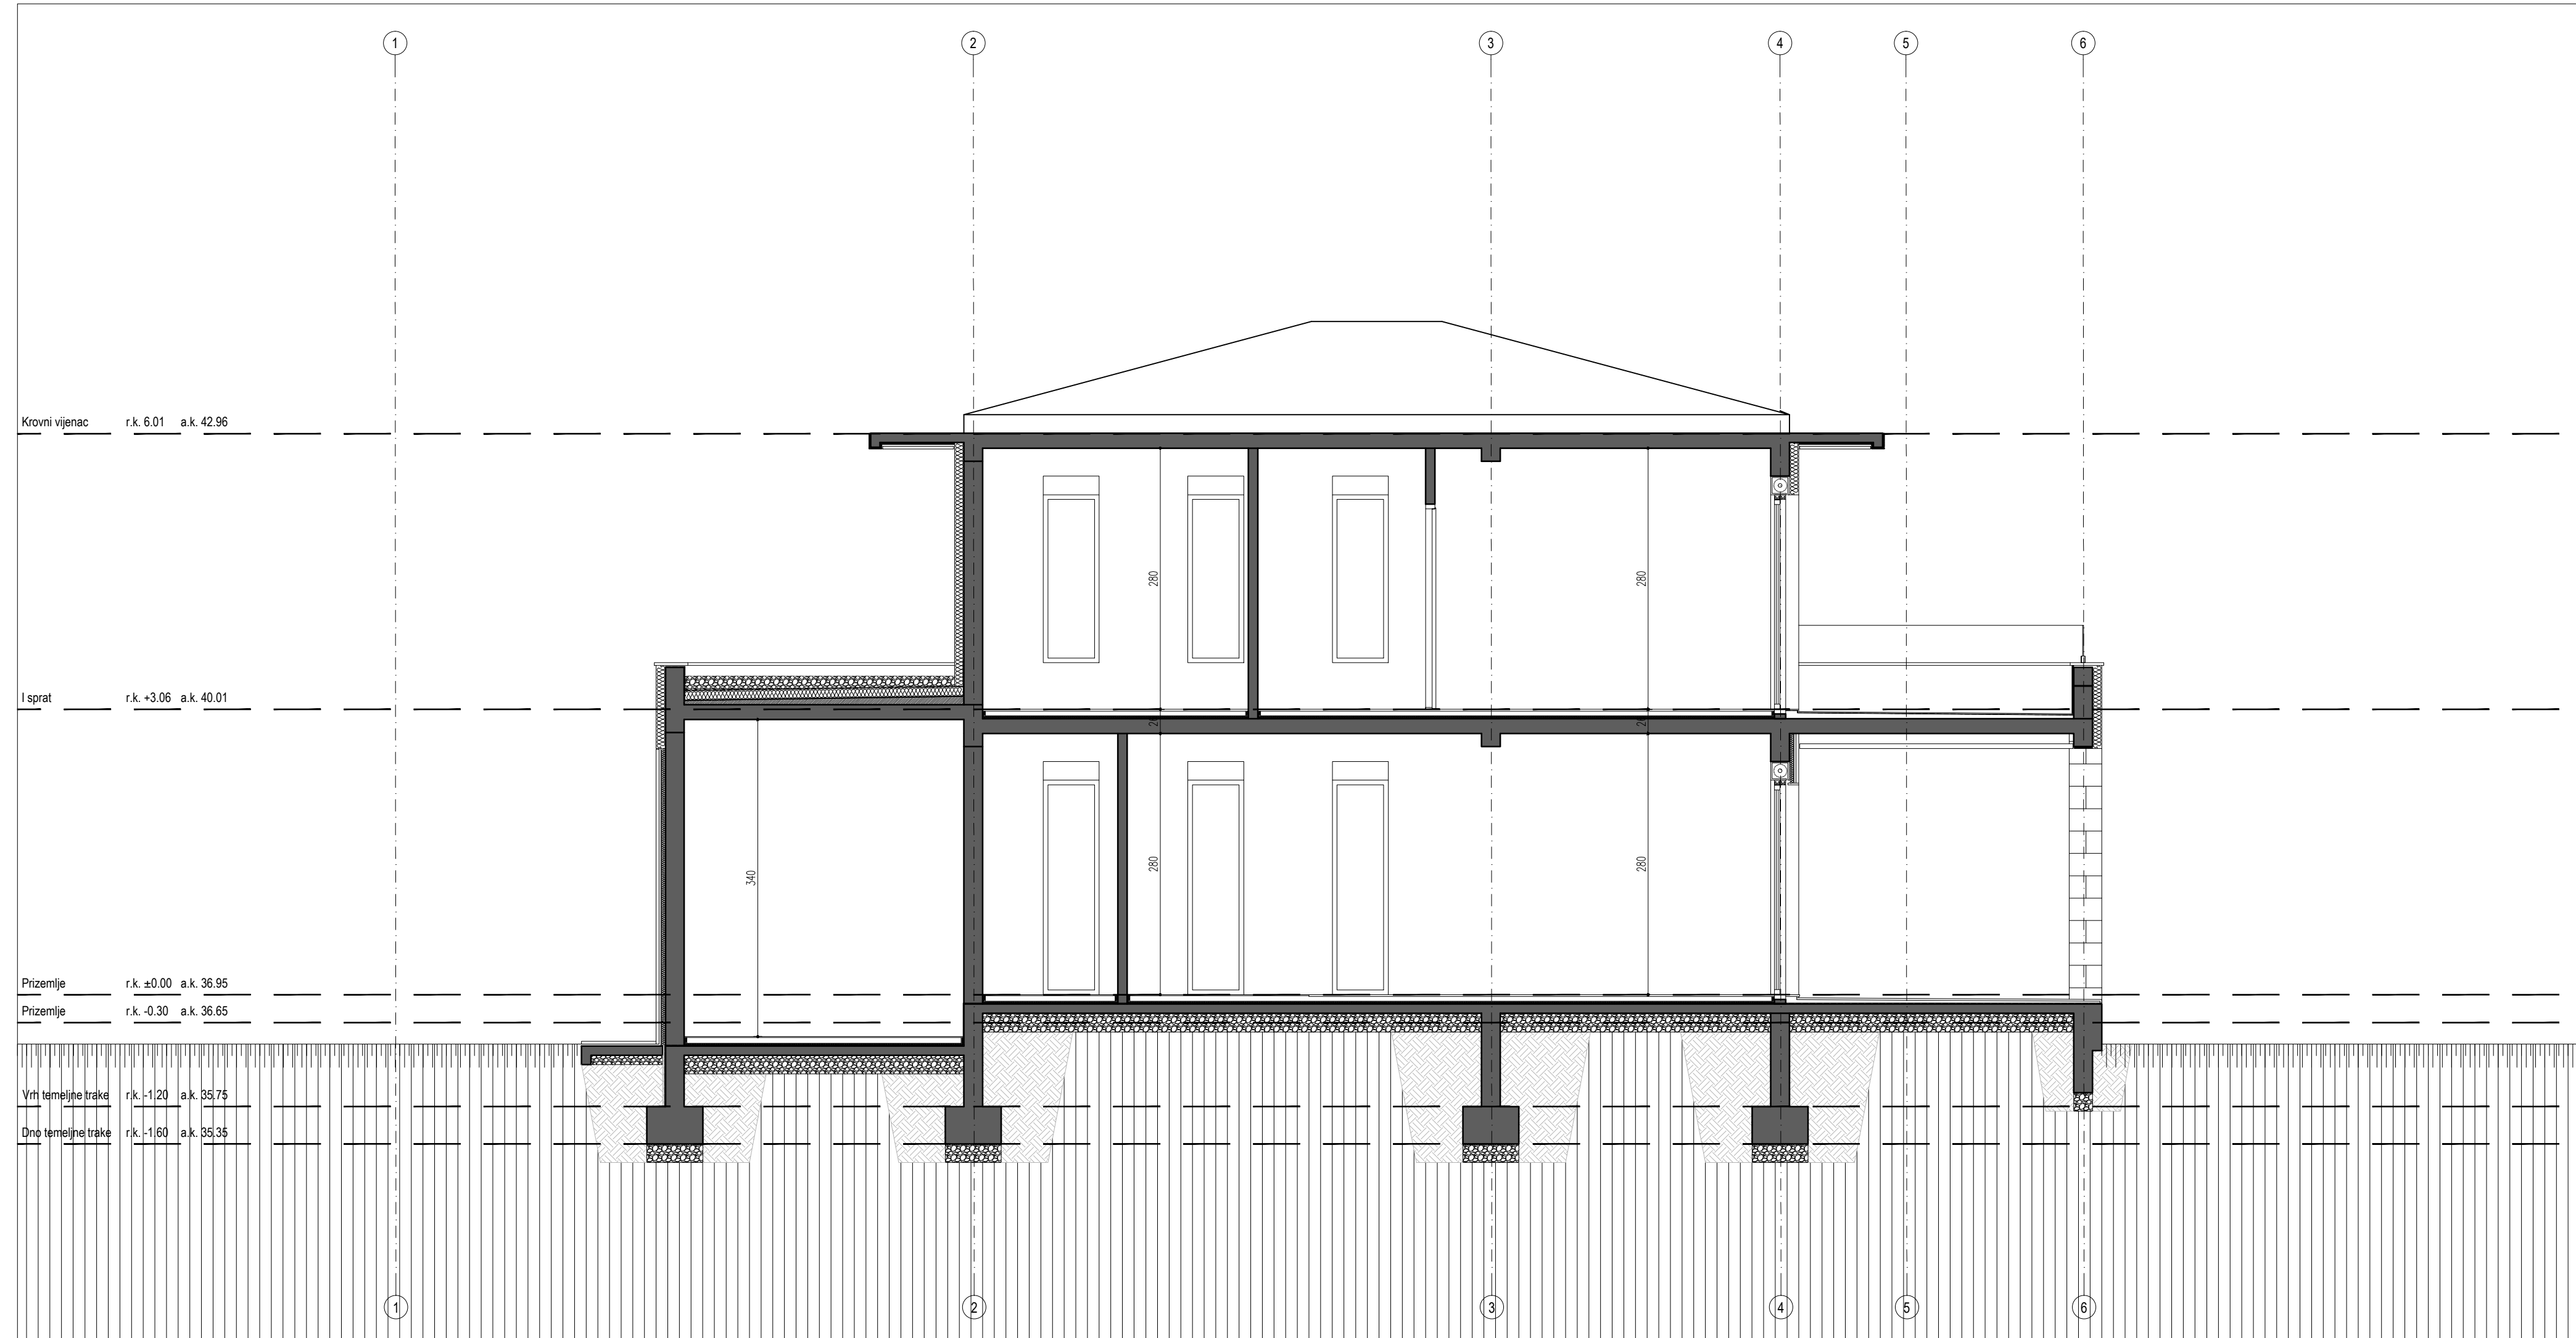 1 2 3 4 5 6
Krovni vijenac r.k. 6.01 a.k. 42.96
280 280
I sprat r.k. +3.06 a.k. 40.01
26 26
340 280 280
Prizemlje r.k. ±0.00 a.k. 36.95
Prizemlje r.k. -0.30 a.k. 36.65
Vrh temeljne trake r.k. -1.20 a.k. 35.75
Dno temeljne trake r.k. -1.60 a.k. 35.35
1 2 3 4 5 6